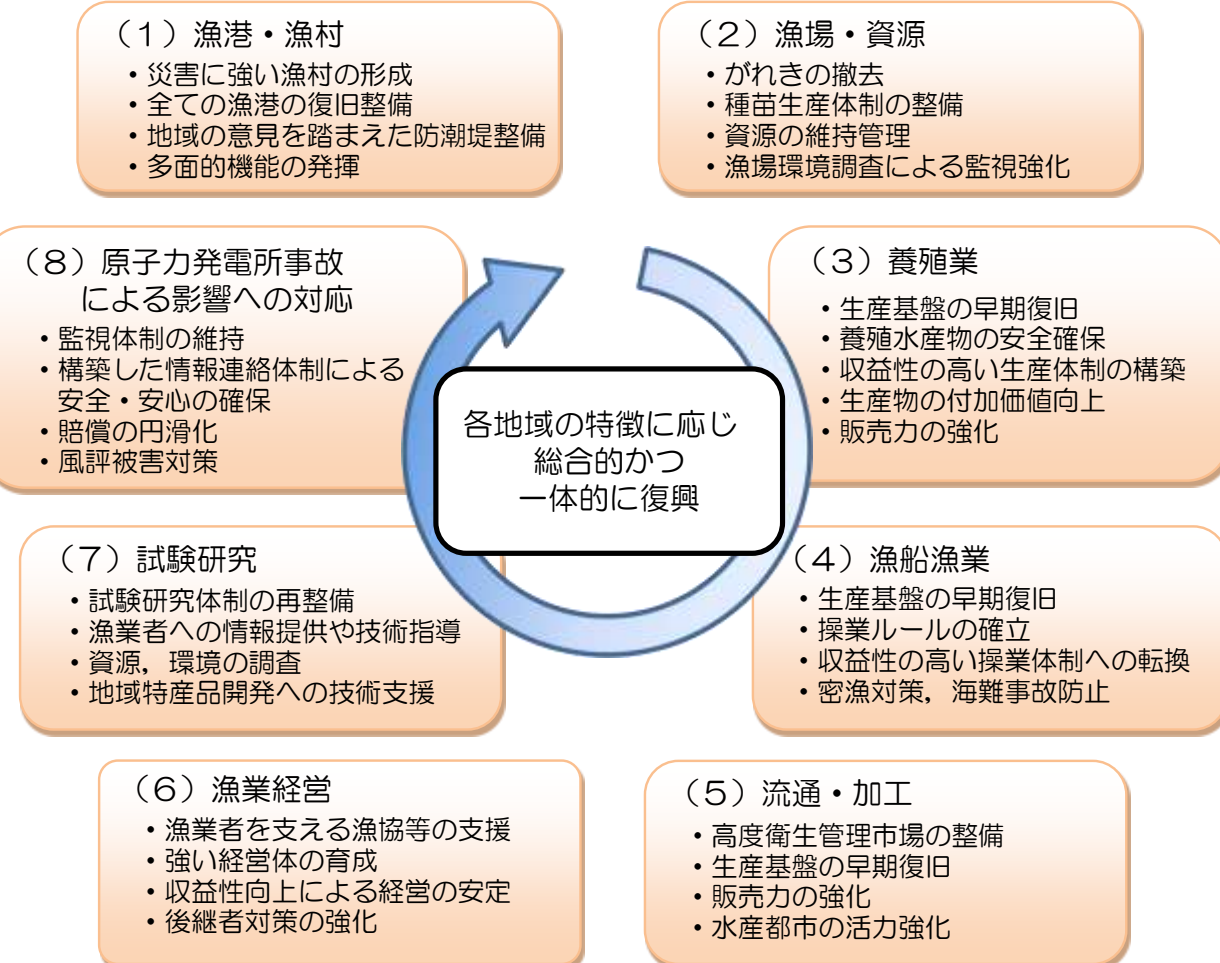 （1）漁港・漁村
・災害に強い漁村の形成
・全ての漁港の復旧整備
・地域の意見を踏まえた防潮堤整備
・多面的機能の発揮
（2）漁場・資源
・がれきの撤去
・種苗生産体制の整備
・資源の維持管理
・漁場環境調査による監視強化
（3）養殖業
・生産基盤の早期復旧
・養殖水産物の安全確保
・収益性の高い生産体制の構築
・生産物の付加価値向上
・販売力の強化
（4）漁船漁業
・生産基盤の早期復旧
・操業ルールの確立
・収益性の高い操業体制への転換
・密漁対策，海難事故防止
（5）流通・加工
・高度衛生管理市場の整備
・生産基盤の早期復旧
・販売力の強化
・水産都市の活力強化
（6）漁業経営
・漁業者を支える漁協等の支援
・強い経営体の育成
・収益性向上による経営の安定
・後継者対策の強化
（7）試験研究
・試験研究体制の再整備
・漁業者への情報提供や技術指導
・資源，環境の調査
・地域特産品開発への技術支援
（8）原子力発電所事故
による影響への対応
・監視体制の維持
・構築した情報連絡体制による
安全・安心の確保
・賠償の円滑化
・風評被害対策
各地域の特徴に応じ
総合的かつ
一体的に復興